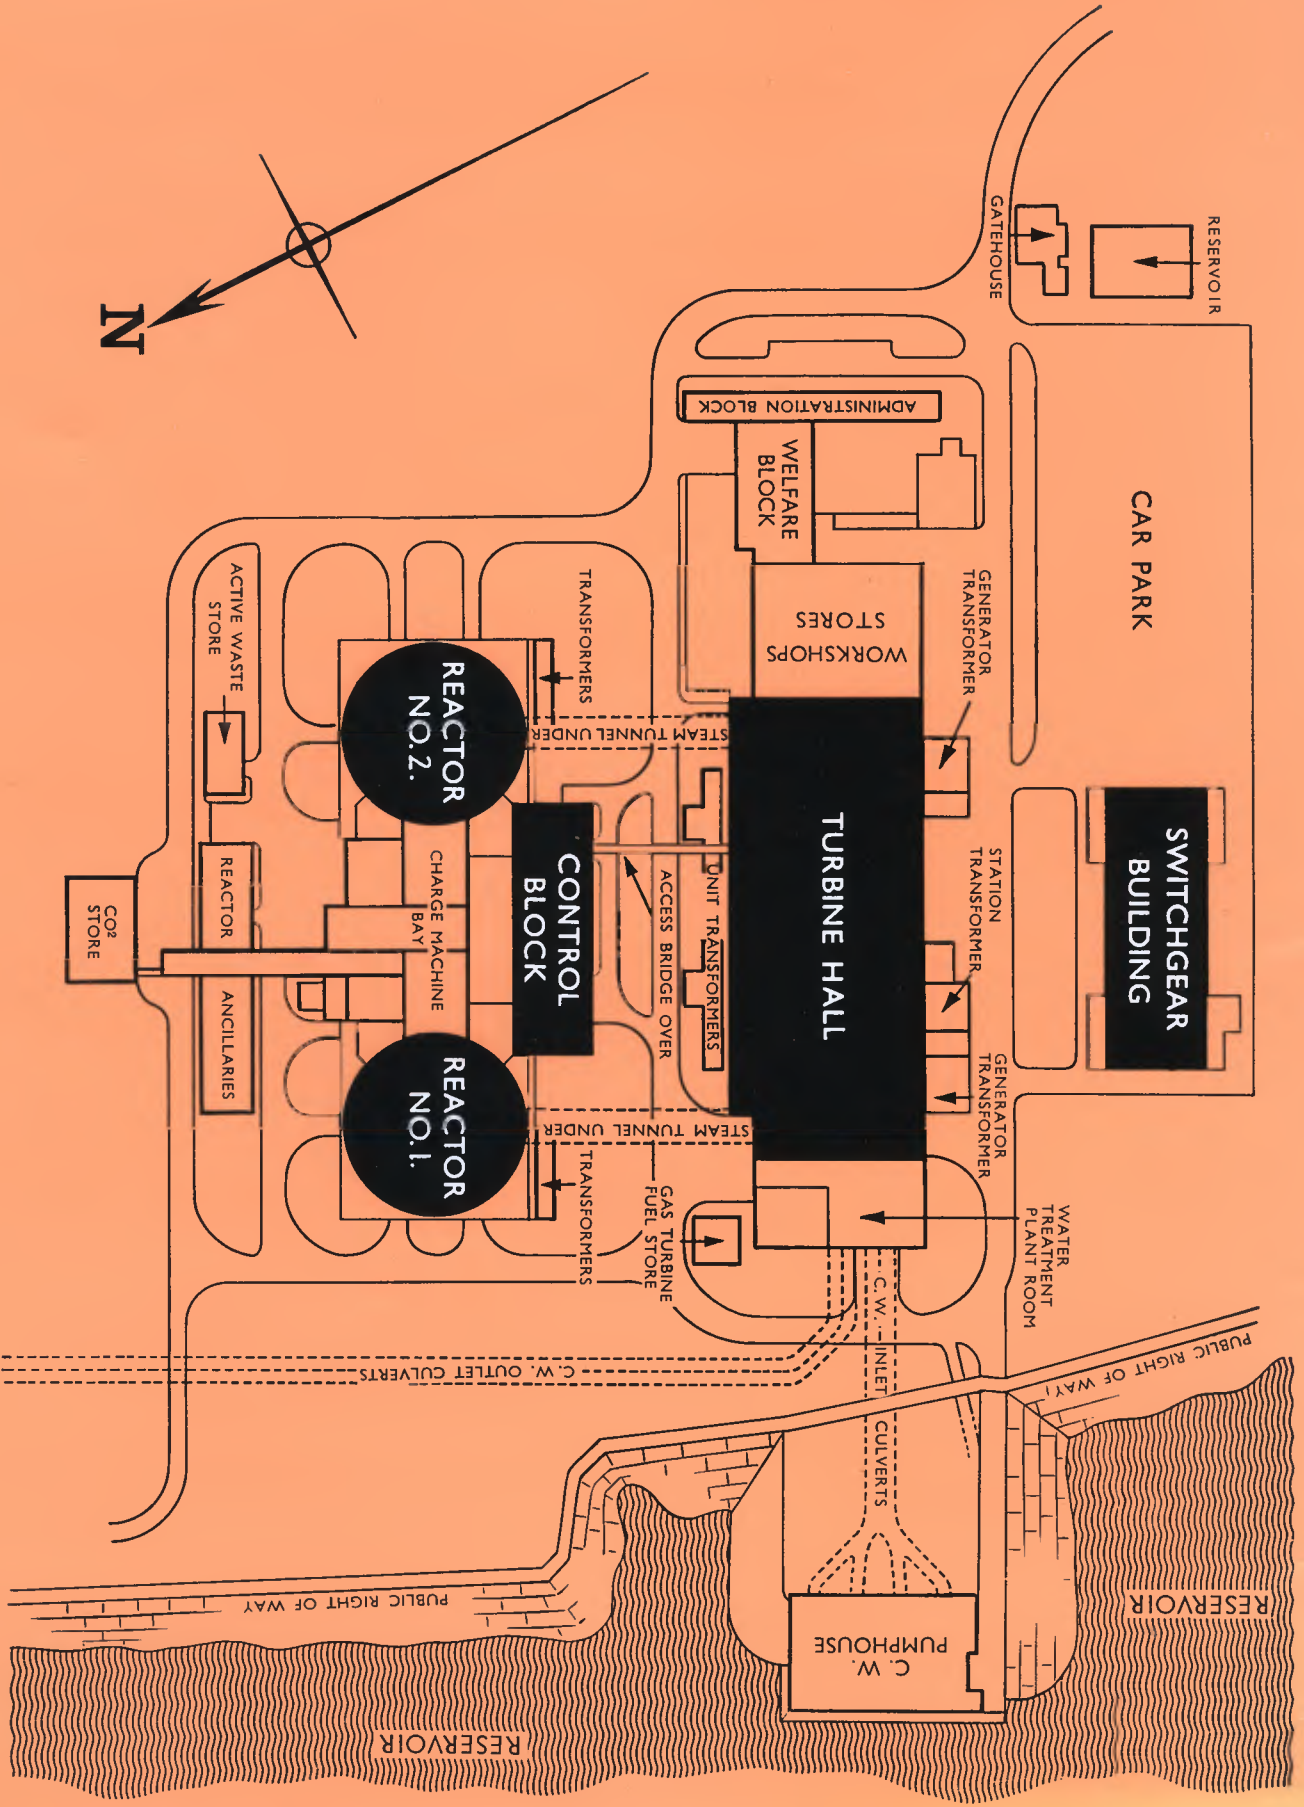 N
RESERVOIR
GATEHOUSE
CAR PARK
ADMINISTRATION BLOCK
WELFARE
BLOCK
WORKSHOPS
STORES
GENERATOR
TRANSFORMER
STATION
TRANSFORMER
GENERATOR
TRANSFORMER
SWITCHGEAR
BUILDING
TURBINE HALL
WATER
TREATMENT
PLANT ROOM
TRANSFORMERS
STEAM TUNNEL UNDER
UNIT TRANSFORMERS
ACCESS BRIDGE OVER
STEAM TUNNEL UNDER
TRANSFORMERS
GAS TURBINE
FUEL STORE
CONTROL
BLOCK
REACTOR
NO. 2.
CHARGE MACHINE
BAY
REACTOR
NO. 1.
ACTIVE WASTE
STORE
REACTOR ANCILLARIES
CO2
STORE
C. W. INLET CULVERTS
C. W. OUTLET CULVERTS
PUBLIC RIGHT OF WAY
PUBLIC RIGHT OF WAY
C. W.
PUMPHOUSE
RESERVOIR
RESERVOIR